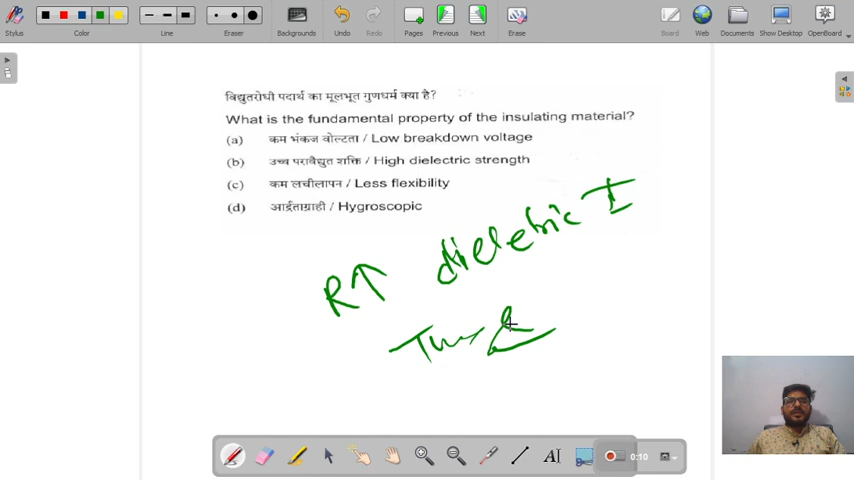 Stylus
Color
Line
Eraser
Backgrounds
Undo
Redo
Pages
Previous
Next
Erase
Board
Web
Documents
Show Desktop
OpenBoard
विद्युतरोधी पदार्थ का मूलभूत गुणधर्म क्या है?
What is the fundamental property of the insulating material?
(a) कम भंकज वोल्टता / Low breakdown voltage
(b) उच्च परावैद्युत शक्ति / High dielectric strength
(c) कम लचीलापन / Less flexibility
(d) आर्द्रताग्राही / Hygroscopic
R↑ dieletric I
0:10